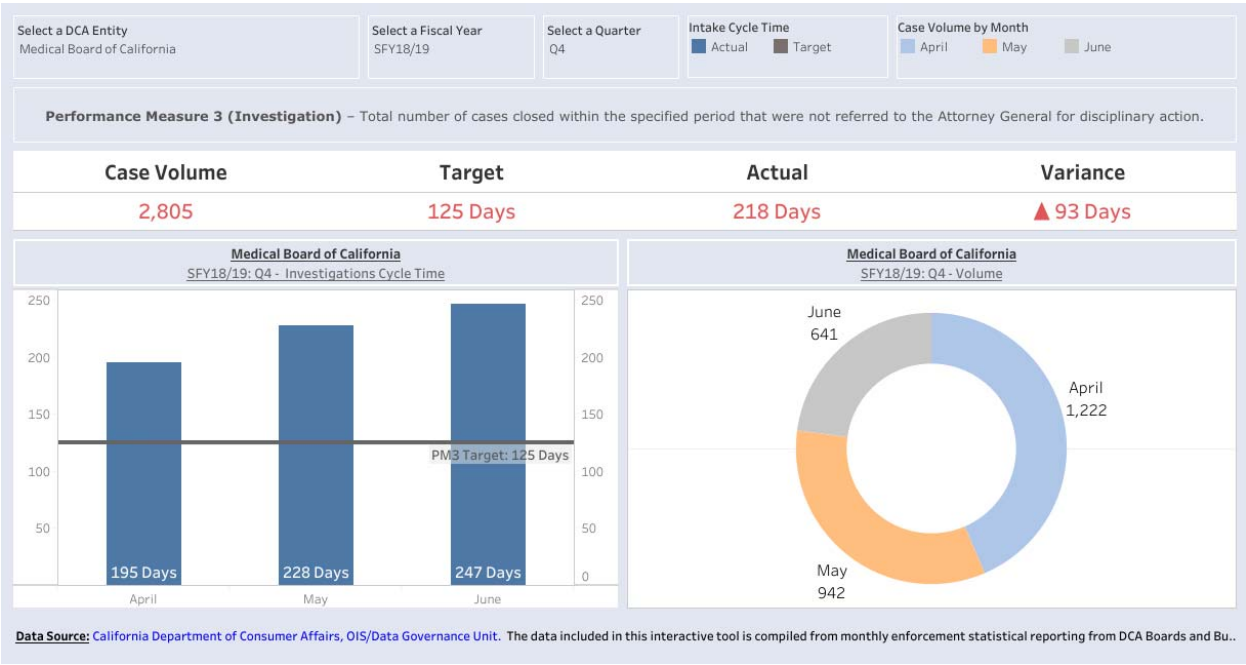 Select a DCA Entity
Medical Board of California
Select a Fiscal Year
SFY18/19
Select a Quarter
Q4
Intake Cycle Time
Actual Target
Case Volume by Month
April May June
Performance Measure 3 (Investigation) – Total number of cases closed within the specified period that were not referred to the Attorney General for disciplinary action.
Case Volume Target Actual Variance
2,805 125 Days 218 Days ▲ 93 Days
Medical Board of California
SFY18/19: Q4 - Investigations Cycle Time
250 250
200 200
150 150
PM3 Target: 125 Days
100 100
50 50
195 Days 228 Days 247 Days
0
April May June
Medical Board of California
SFY18/19: Q4 - Volume
June
641
April
1,222
May
942
Data Source: California Department of Consumer Affairs, OIS/Data Governance Unit. The data included in this interactive tool is compiled from monthly enforcement statistical reporting from DCA Boards and Bu..